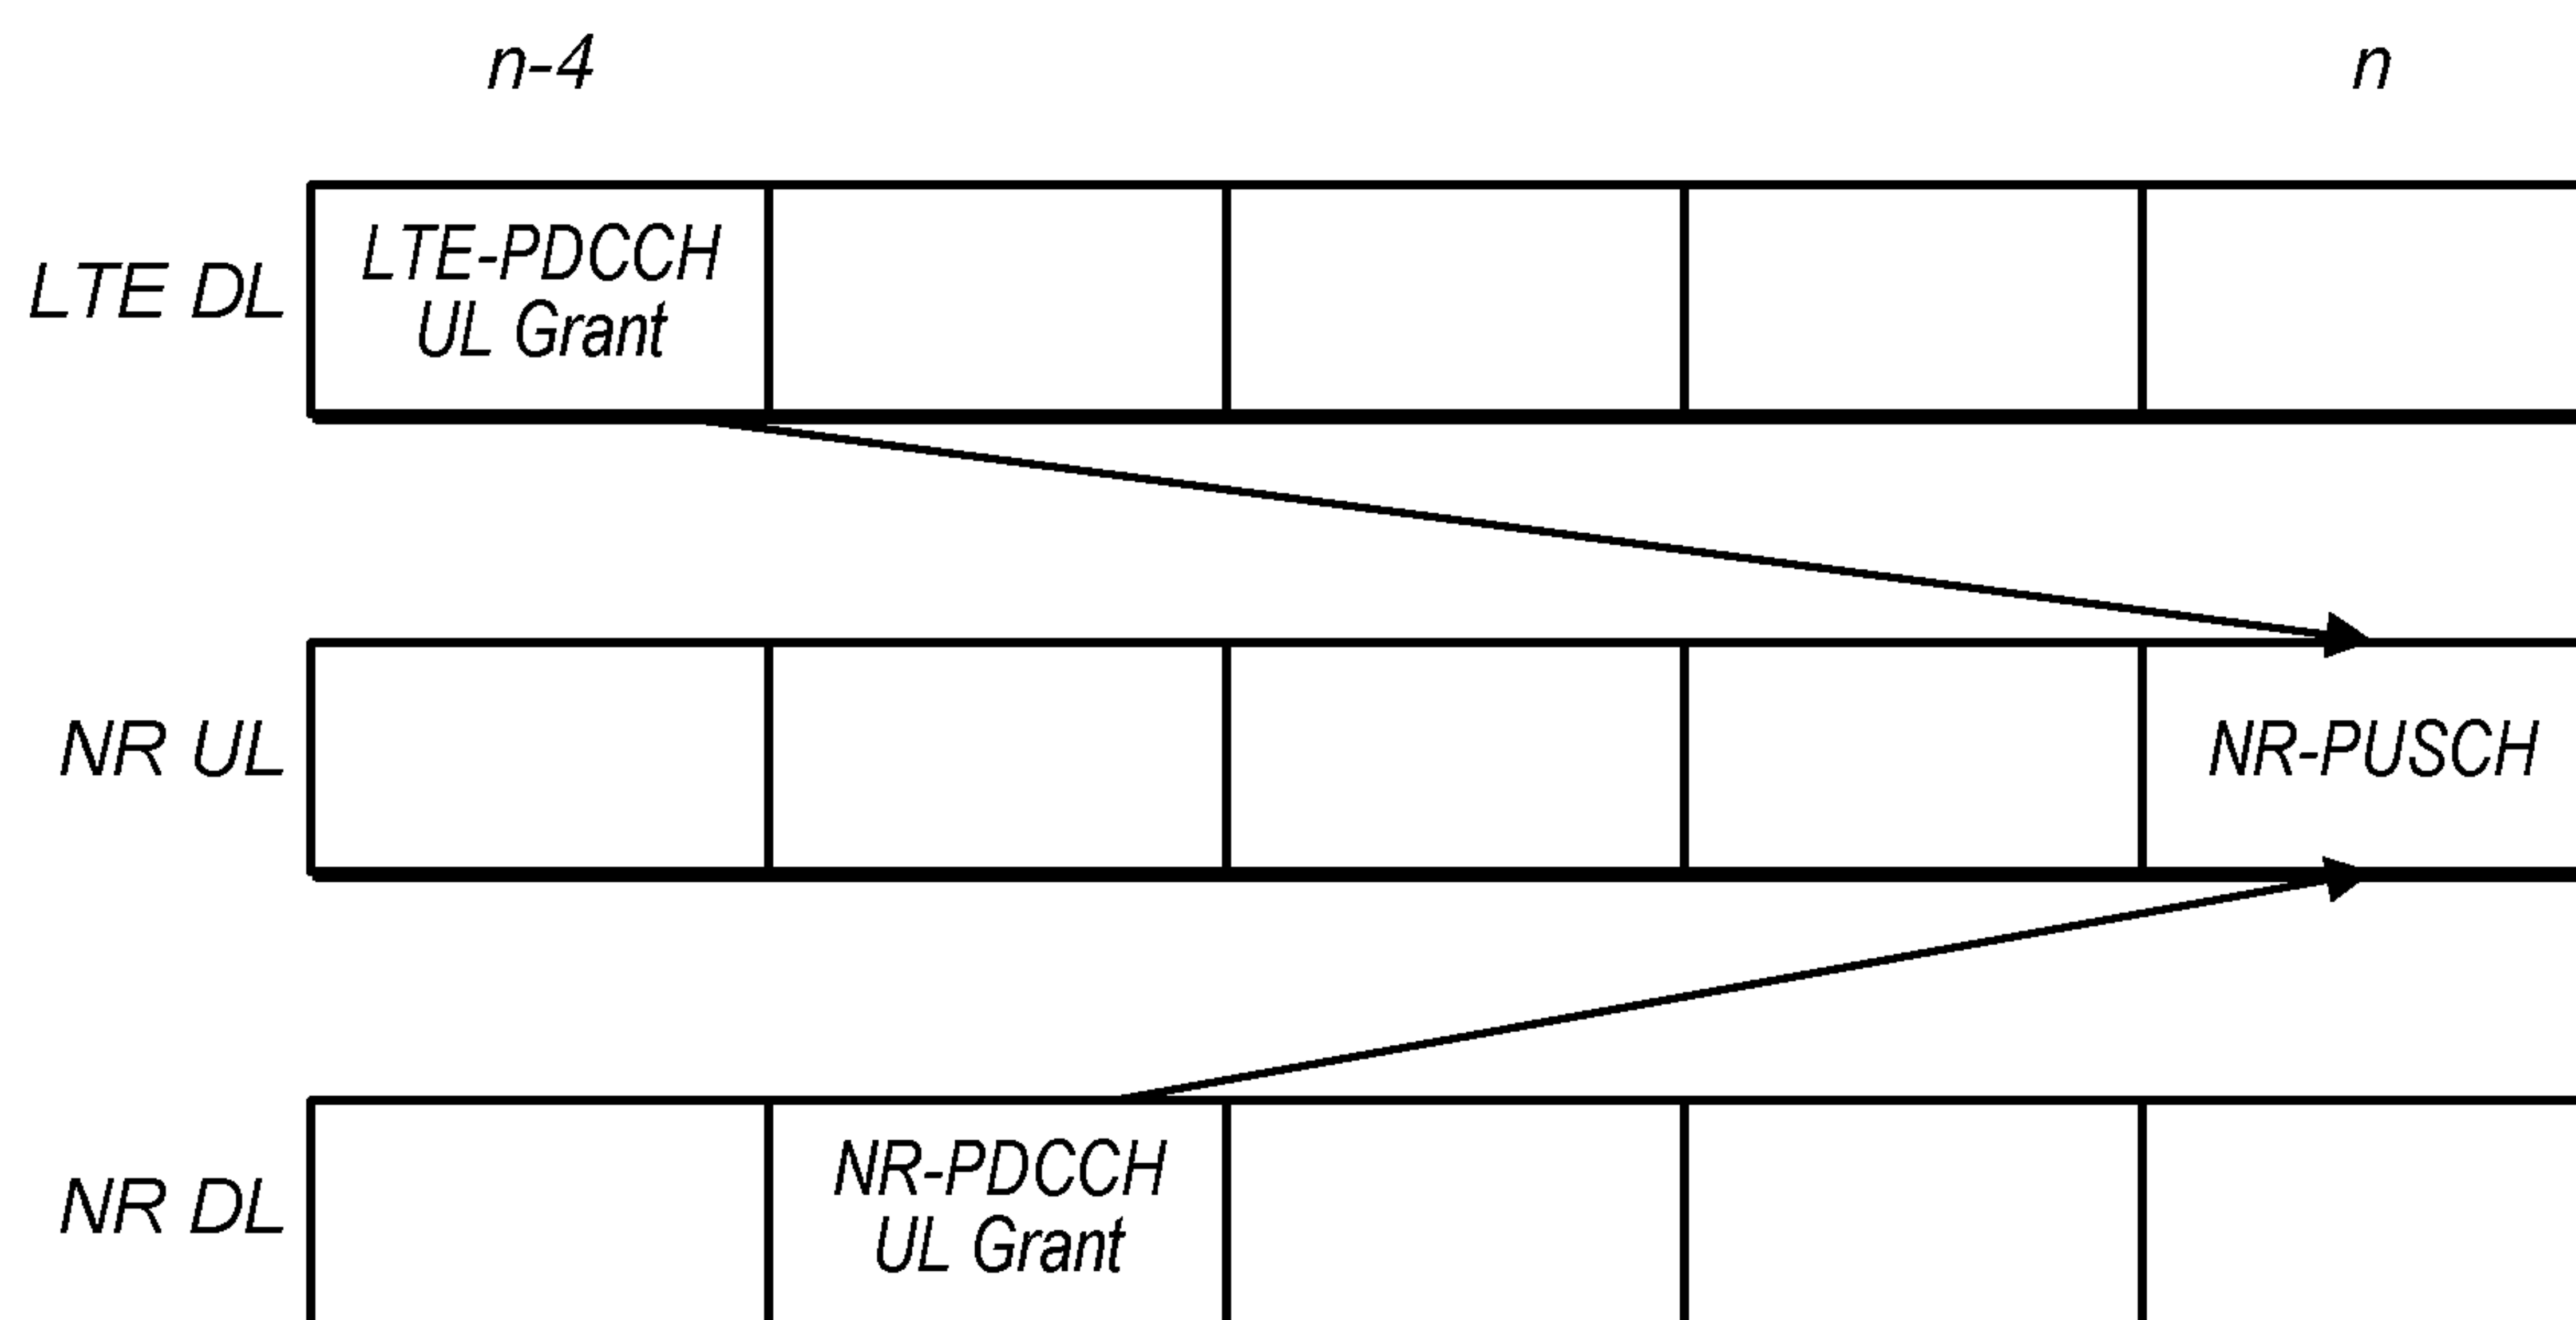 n-4
n
LTE DL
LTE-PDCCH
UL Grant
NR UL
NR-PUSCH
NR DL
NR-PDCCH
UL Grant